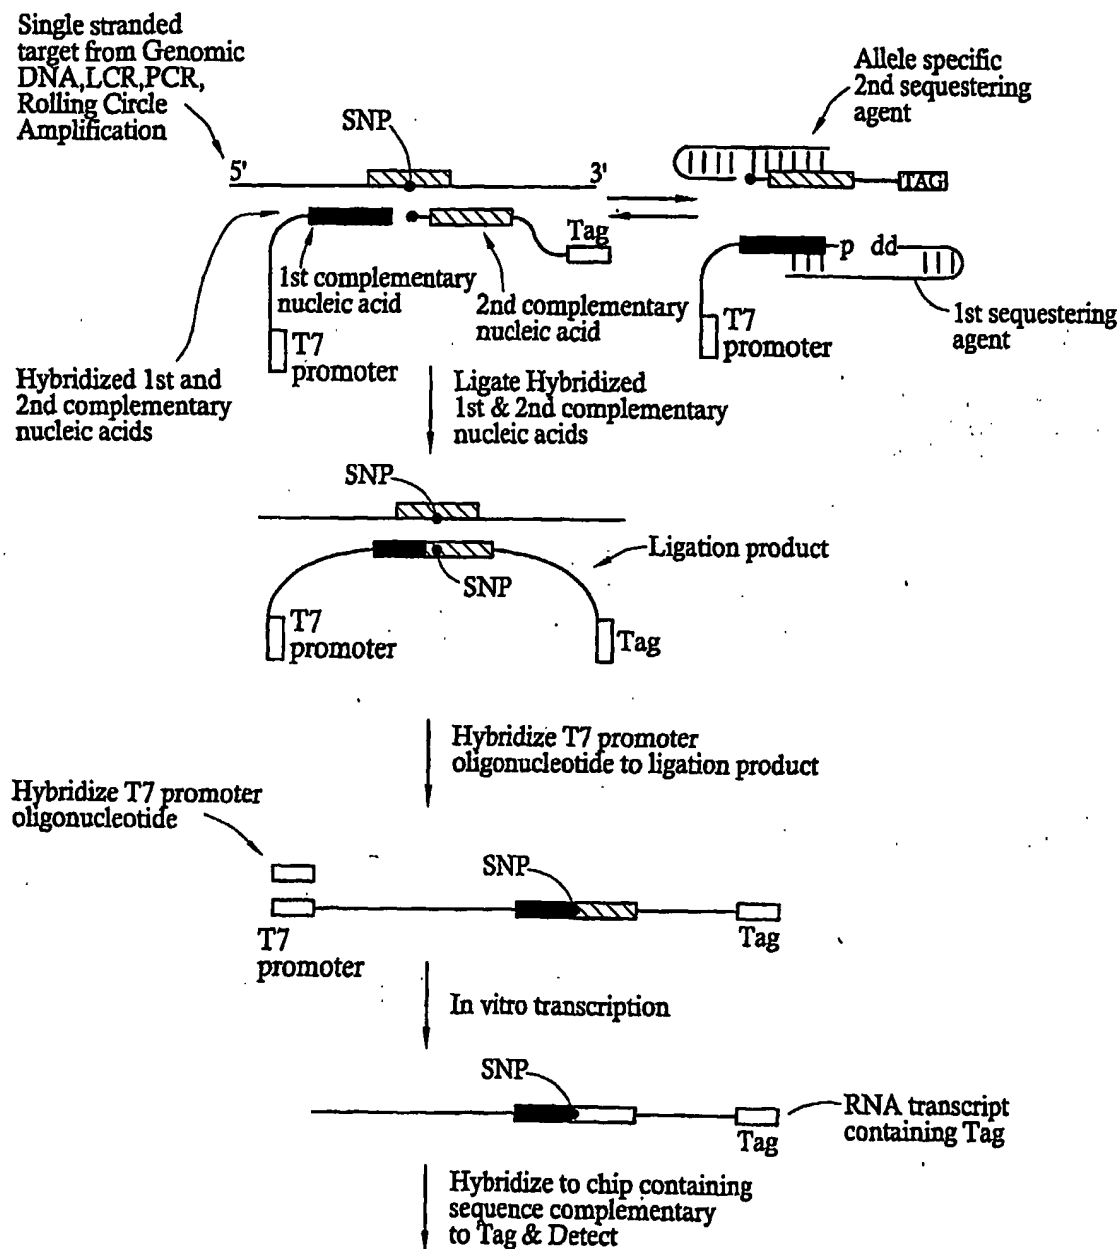 Single stranded
target from Genomic
DNA,LCR,PCR,
Rolling Circle
Amplification
SNP
5'
3'
Allele specific
2nd sequestering
agent
TAG
Tag
1st complementary
nucleic acid
2nd complementary
nucleic acid
T7
promoter
p dd
1st sequestering
agent
T7
promoter
Hybridized 1st and
2nd complementary
nucleic acids
Ligate Hybridized
1st & 2nd complementary
nucleic acids
SNP
Ligation product
SNP
T7
promoter
Tag
Hybridize T7 promoter
oligonucleotide to ligation product
Hybridize T7 promoter
oligonucleotide
SNP
T7
promoter
Tag
In vitro transcription
SNP
Tag
RNA transcript
containing Tag
Hybridize to chip containing
sequence complementary
to Tag & Detect